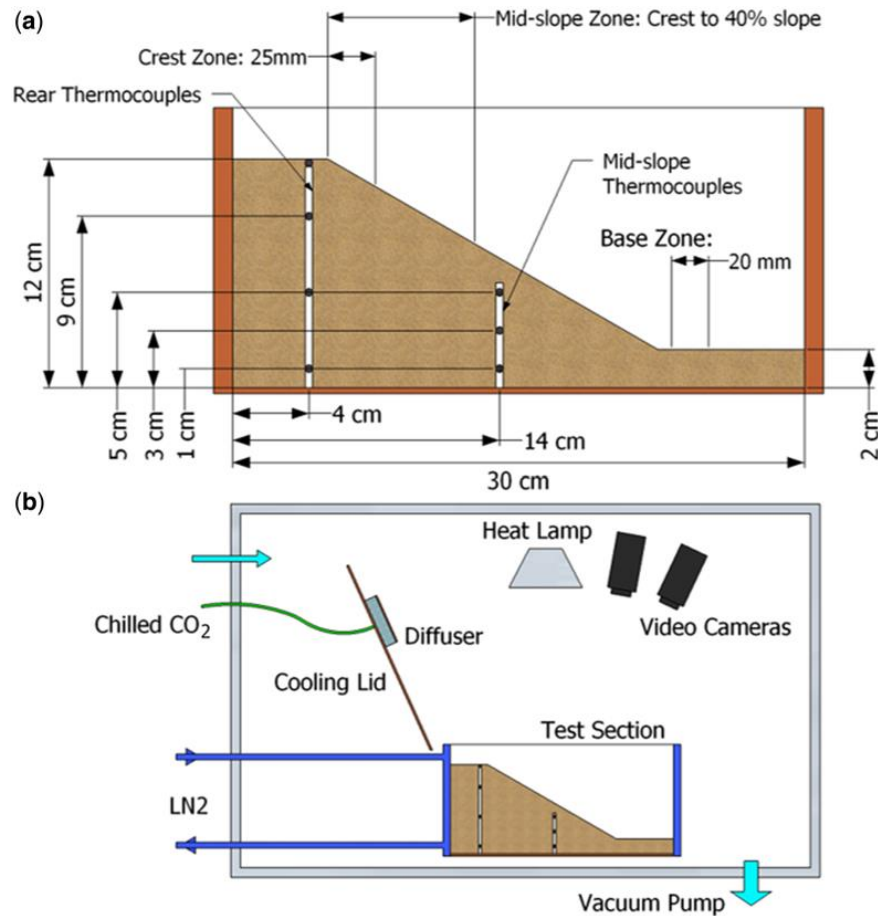 (a)
Mid-slope Zone: Crest to 40% slope
Crest Zone: 25mm
Rear Thermocouples
Mid-slope
Thermocouples
Base Zone:
20 mm
12 cm
9 cm
5 cm
3 cm
1 cm
2 cm
4 cm
14 cm
30 cm
(b)
Heat Lamp
Chilled CO₂
Diffuser
Video Cameras
Cooling Lid
Test Section
LN2
Vacuum Pump